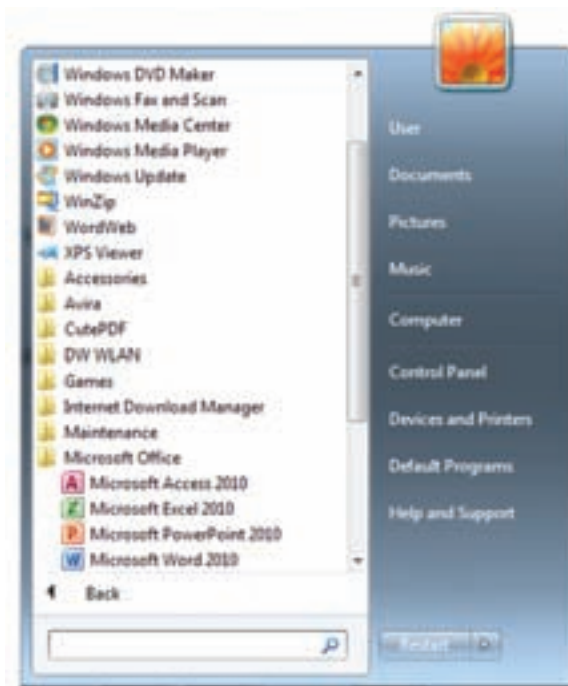 Windows DVD Maker
Windows Fax and Scan
Windows Media Center
Windows Media Player
Windows Update
WinZip
WordWeb
XPS Viewer
Accessories
Avira
CutePDF
DW WLAN
Games
Internet Download Manager
Maintenance
Microsoft Office
Microsoft Access 2010
Microsoft Excel 2010
Microsoft PowerPoint 2010
Microsoft Word 2010
Back
User
Documents
Pictures
Music
Computer
Control Panel
Devices and Printers
Default Programs
Help and Support
Restart